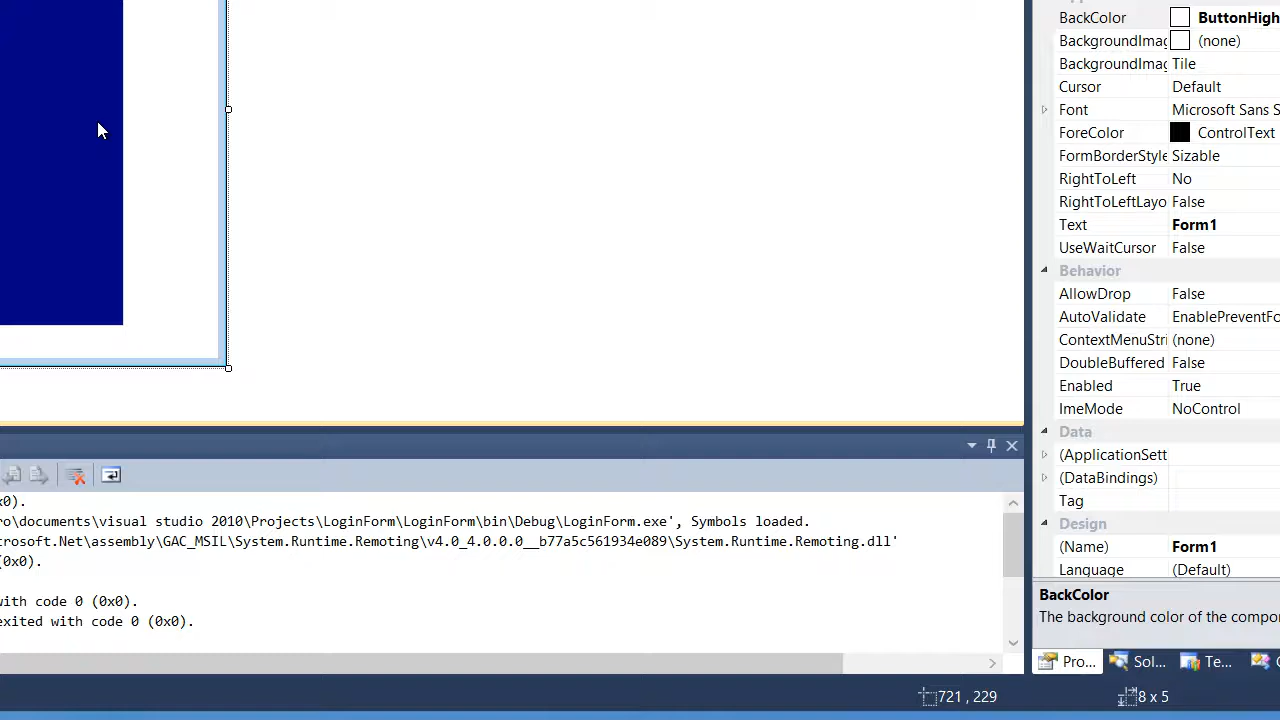 BackColor ButtonHigh
BackgroundImag (none)
BackgroundImag Tile
Cursor Default
Font Microsoft Sans S
ForeColor ControlText
FormBorderStyle Sizable
RightToLeft No
RightToLeftLayo False
Text Form1
UseWaitCursor False
Behavior
AllowDrop False
AutoValidate EnablePreventFo
ContextMenuStri (none)
DoubleBuffered False
Enabled True
ImeMode NoControl
Data
(ApplicationSett
(DataBindings)
Tag
Design
(Name) Form1
Language (Default)
BackColor
The background color of the compor
Pro... Sol... Te...
x0).
ro\documents\visual studio 2010\Projects\LoginForm\LoginForm\bin\Debug\LoginForm.exe', Symbols loaded.
crosoft.Net\assembly\GAC_MSIL\System.Runtime.Remoting\v4.0_4.0.0.0__b77a5c561934e089\System.Runtime.Remoting.dll'
(0x0).
with code 0 (0x0).
exited with code 0 (0x0).
721 , 229 8 x 5